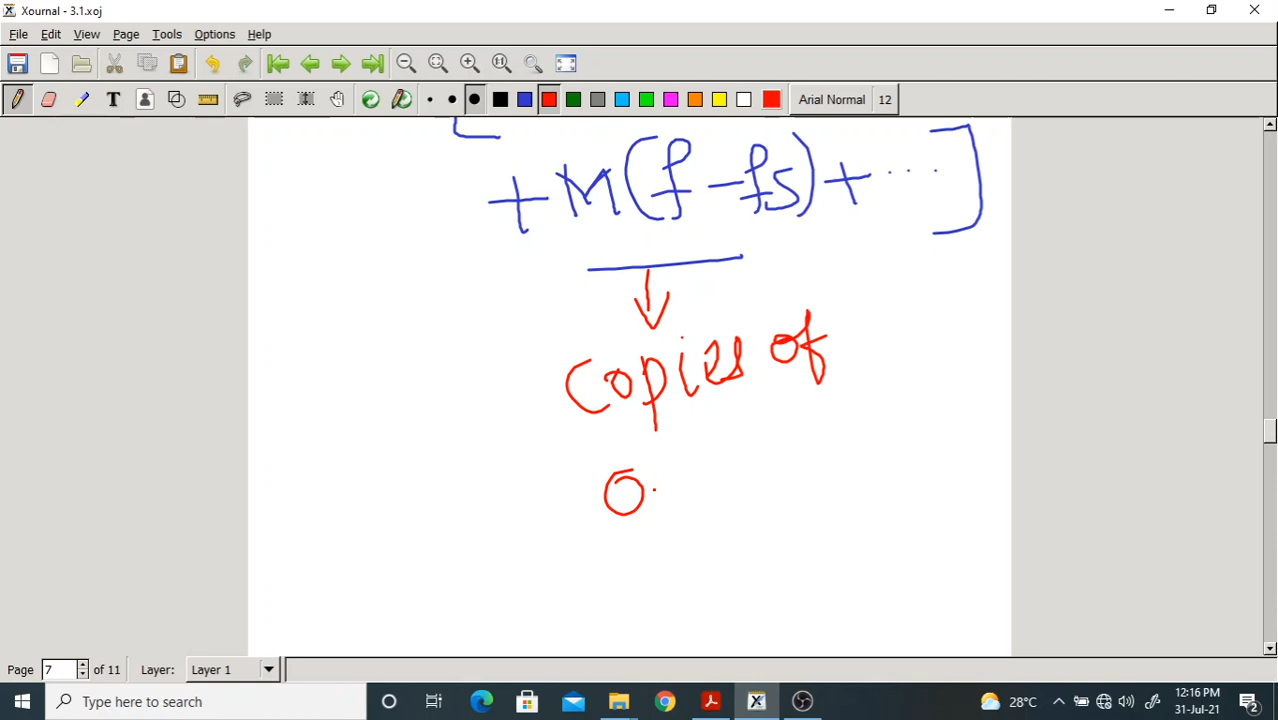 Xournal - 3.1.xoj
File Edit View Page Tools Options Help
Arial Normal 12
+ M(f - fs) + ... ]
Copies of
O
Page 7 of 11 Layer: Layer 1
Type here to search
28°C
12:16 PM
31-Jul-21
2